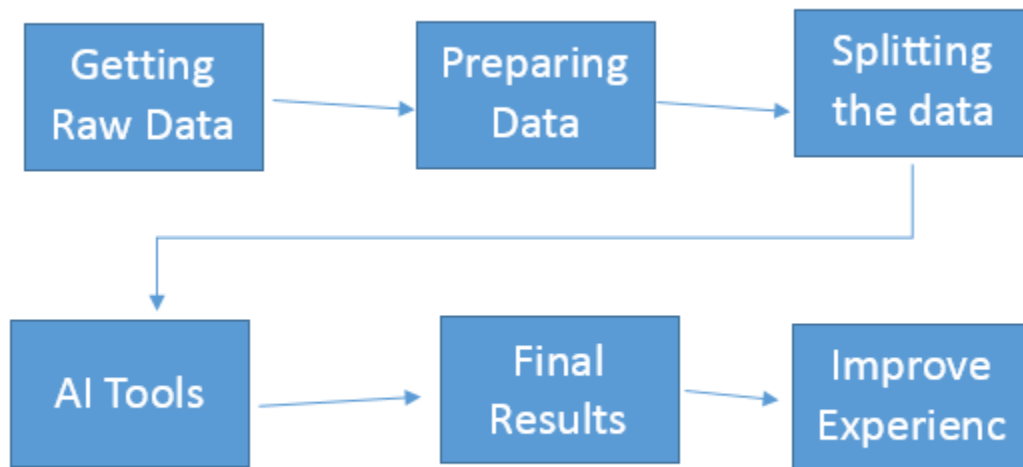 Getting
Raw Data
Preparing
Data
Splitting
the data
AI Tools
Final
Results
Improve
Experienc